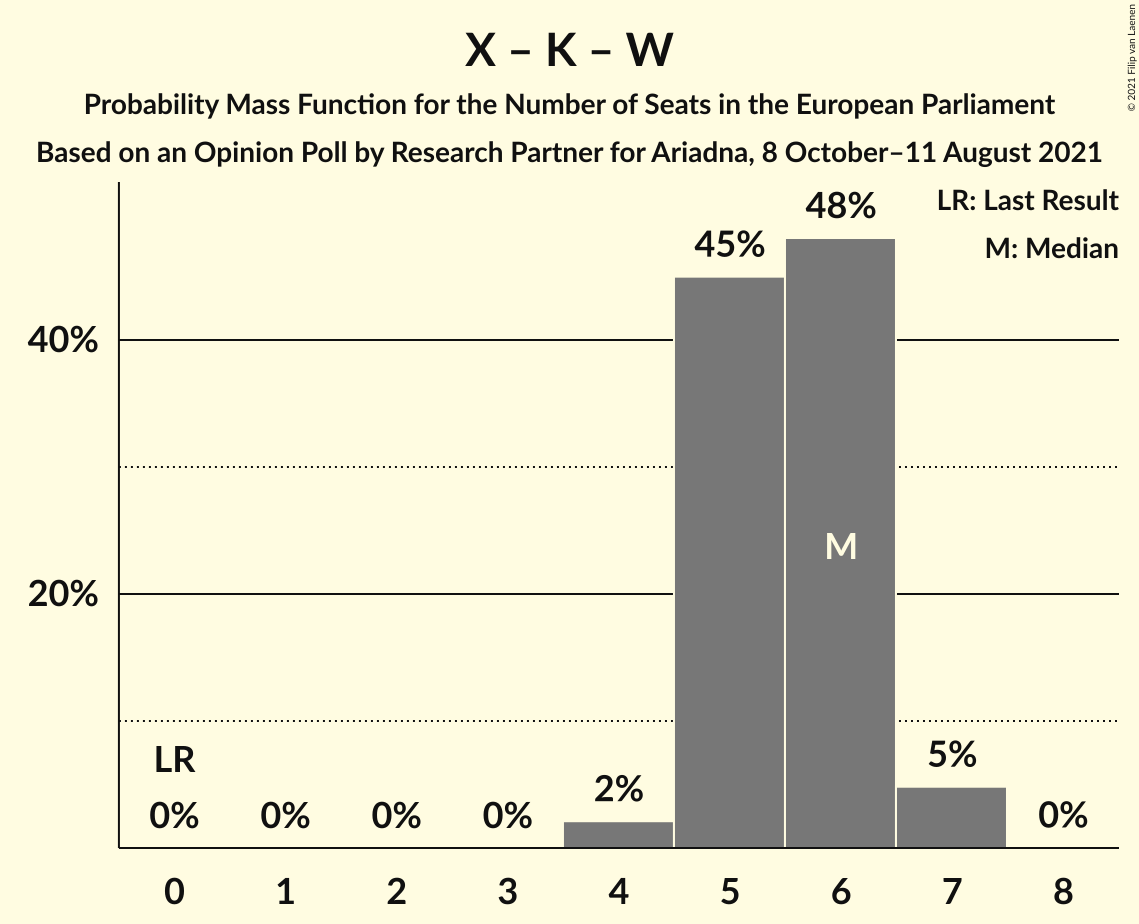 X – K – W
Probability Mass Function for the Number of Seats in the European Parliament
Based on an Opinion Poll by Research Partner for Ariadna, 8 October–11 August 2021
© 2021 Filip van Laenen
LR: Last Result
M: Median
48%
45%
40%
M
20%
LR
5%
2%
0% 0% 0% 0% 0%
0 1 2 3 4 5 6 7 8